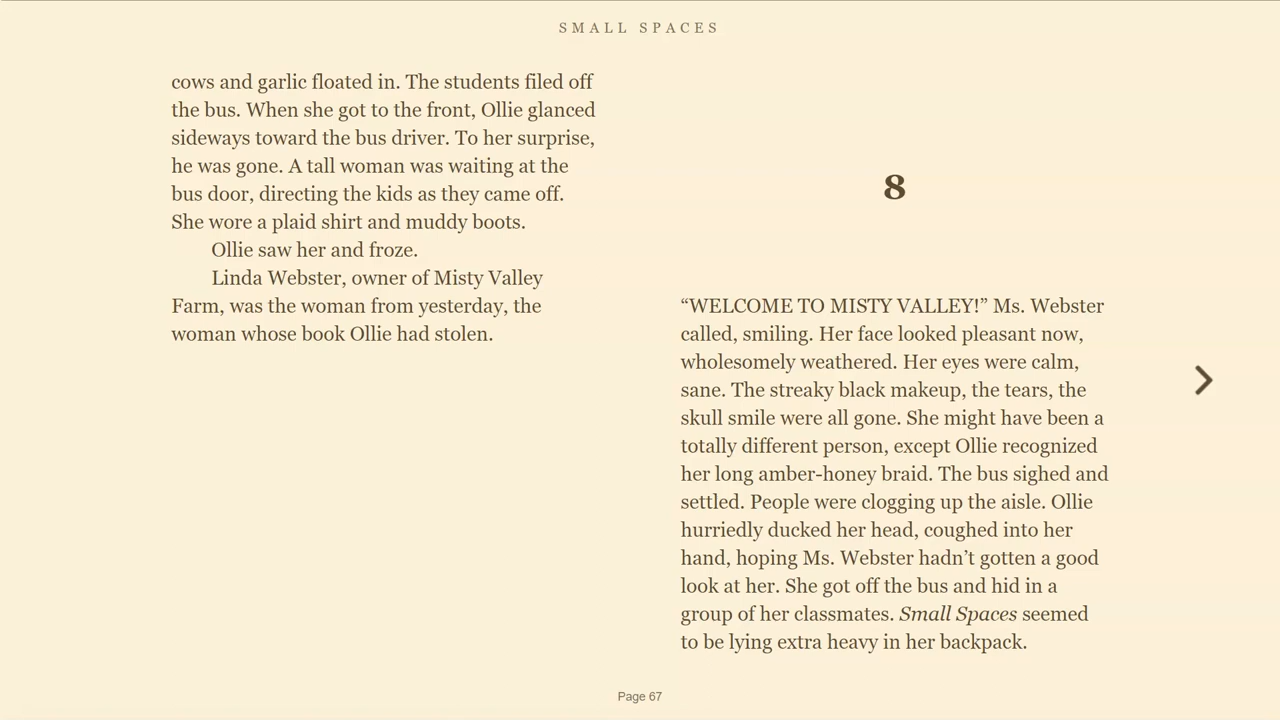 SMALL SPACES
cows and garlic floated in. The students filed off
the bus. When she got to the front, Ollie glanced
sideways toward the bus driver. To her surprise,
he was gone. A tall woman was waiting at the
bus door, directing the kids as they came off.
She wore a plaid shirt and muddy boots.
Ollie saw her and froze.
Linda Webster, owner of Misty Valley
Farm, was the woman from yesterday, the
woman whose book Ollie had stolen.
8
“WELCOME TO MISTY VALLEY!” Ms. Webster
called, smiling. Her face looked pleasant now,
wholesomely weathered. Her eyes were calm,
sane. The streaky black makeup, the tears, the
skull smile were all gone. She might have been a
totally different person, except Ollie recognized
her long amber-honey braid. The bus sighed and
settled. People were clogging up the aisle. Ollie
hurriedly ducked her head, coughed into her
hand, hoping Ms. Webster hadn’t gotten a good
look at her. She got off the bus and hid in a
group of her classmates. Small Spaces seemed
to be lying extra heavy in her backpack.
Page 67